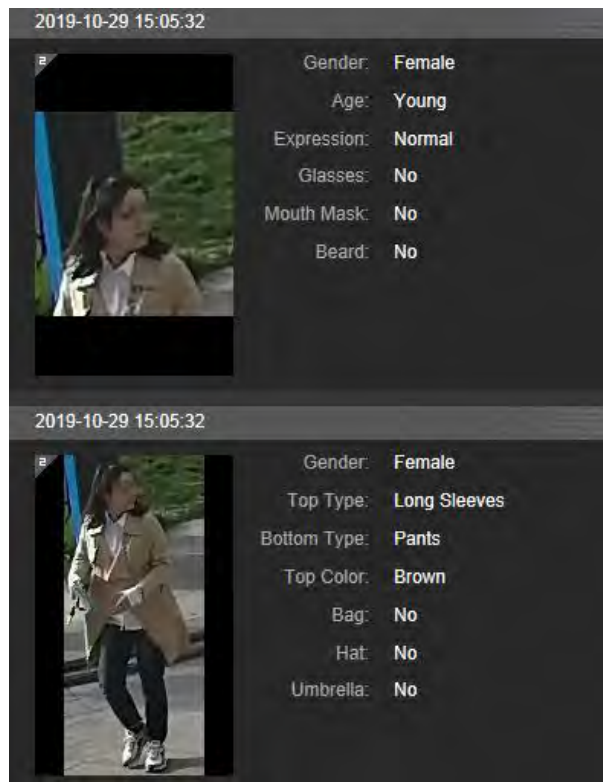 2019-10-29 15:05:32
2
Gender: Female
Age: Young
Expression: Normal
Glasses: No
Mouth Mask: No
Beard: No
2019-10-29 15:05:32
2
Gender: Female
Top Type: Long Sleeves
Bottom Type: Pants
Top Color: Brown
Bag: No
Hat: No
Umbrella: No